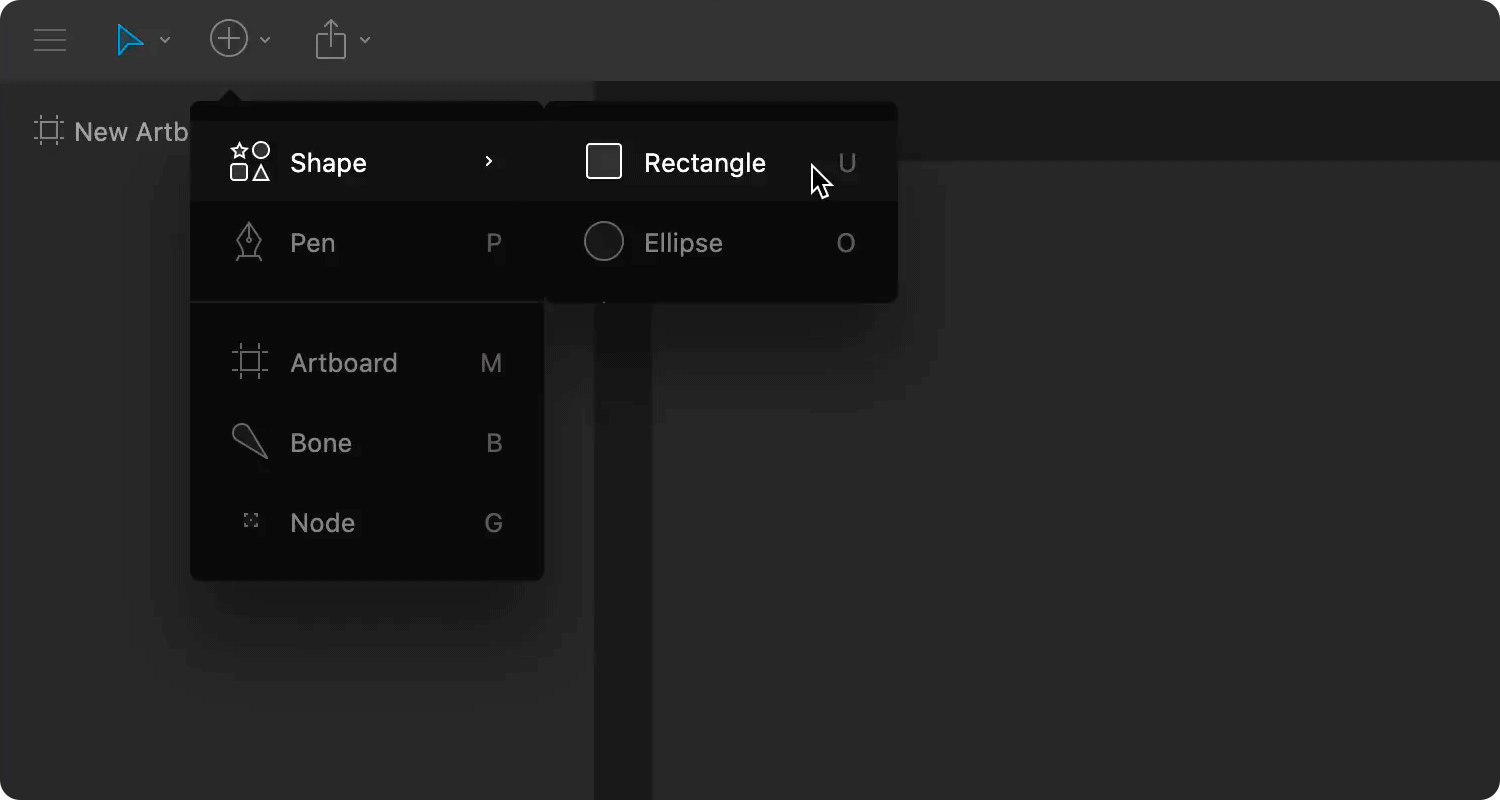 New Artb
Shape
Rectangle U
Pen P
Ellipse O
Artboard M
Bone B
Node G